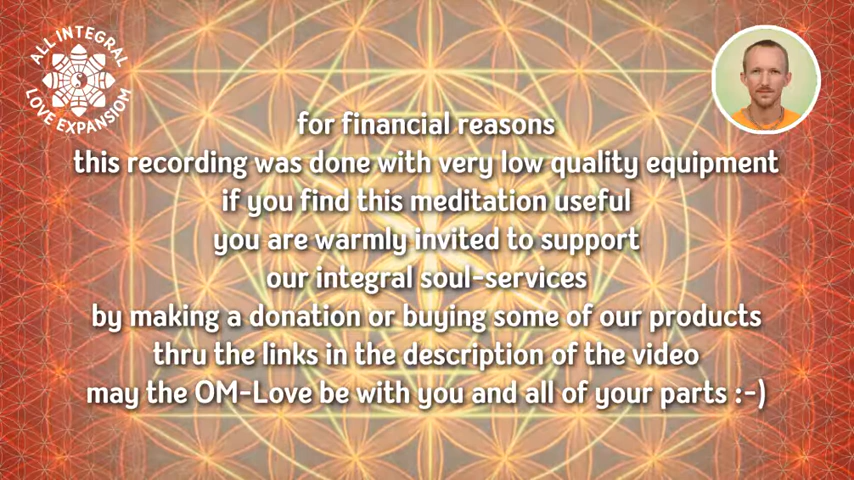 ALL INTEGRAL
LOVE EXPANSIOM
for financial reasons
this recording was done with very low quality equipment
if you find this meditation useful
you are warmly invited to support
our integral soul-services
by making a donation or buying some of our products
thru the links in the description of the video
may the OM-Love be with you and all of your parts :-)